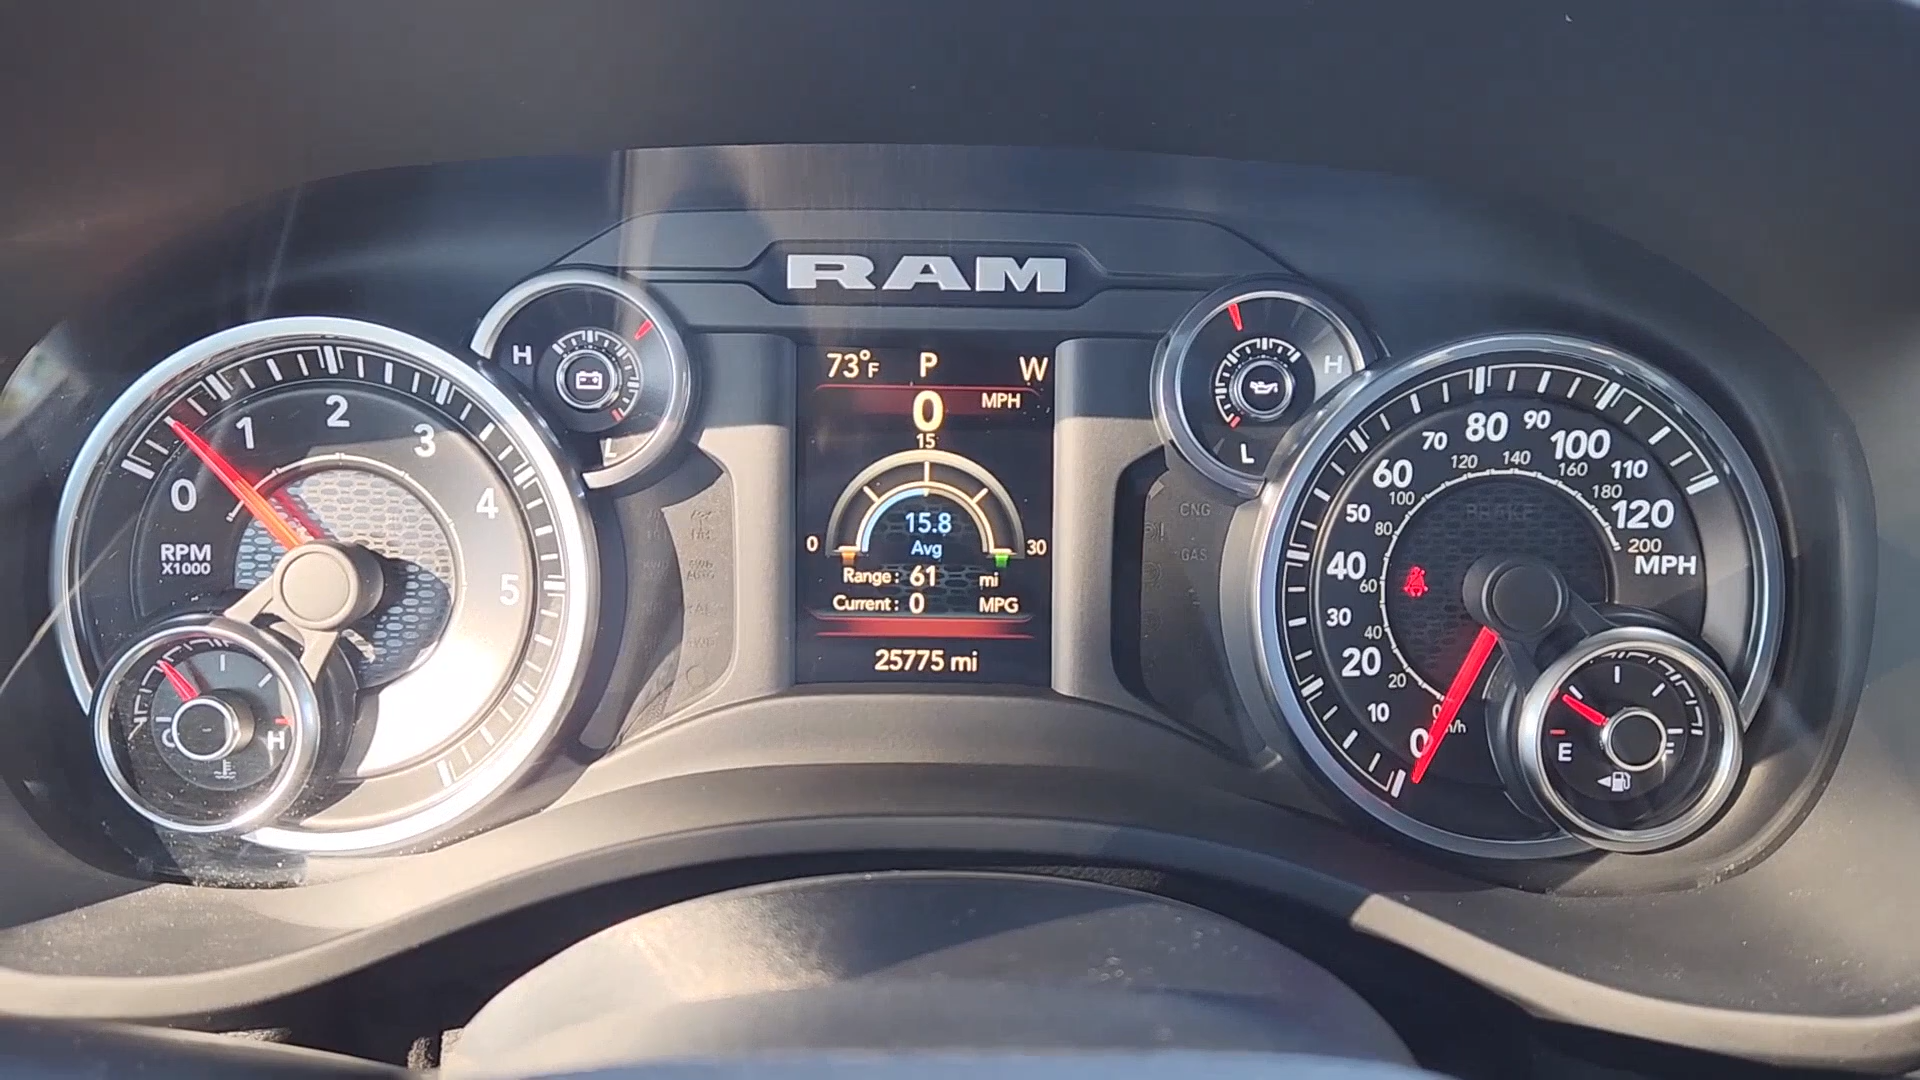 RAM
73°F P W
0 MPH
15
15.8
Avg
0 30
Range: 61 mi
Current: 0 MPG
25775 mi
0 1 2 3 4 5
RPM
X1000
H
L
H
L
C H
CNG
GAS
BRAKE
0 10 20 30 40 50 60 70 80 90 100 110 120
MPH
20 40 60 80 100 120 140 160 180 200
E F